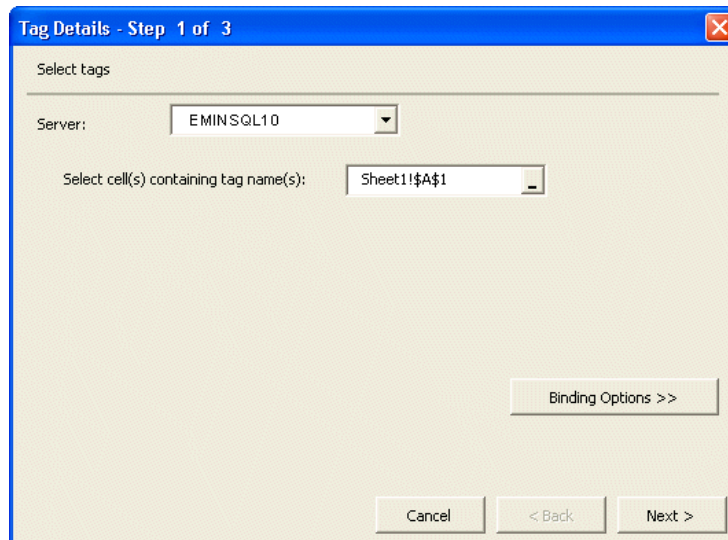 Tag Details - Step 1 of 3
Select tags
Server: EMINSQL10
Select cell(s) containing tag name(s): Sheet1!$A$1
Binding Options >>
Cancel < Back Next >